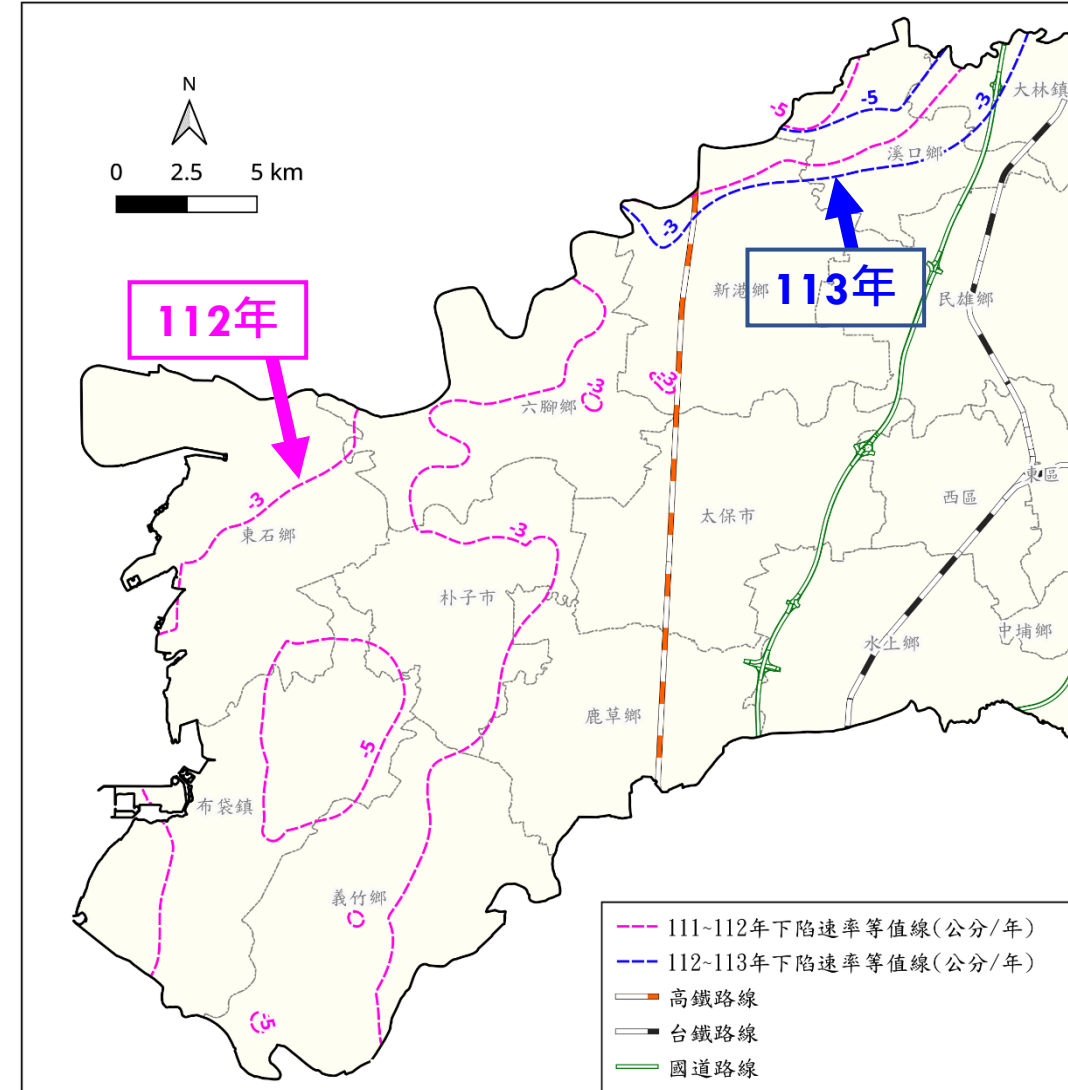 N
0 2.5 5 km
大林鎮
-5
-5
-3
溪口鄉
-3
112年
113年
新港鄉
民雄鄉
-3
-3
六腳鄉
-3
東石鄉
-3
太保市
西區
東區
朴子市
水上鄉
中埔鄉
鹿草鄉
-5
布袋鎮
義竹鄉
-5
111~112年下陷速率等值線(公分/年)
112~113年下陷速率等值線(公分/年)
高鐵路線
台鐵路線
國道路線